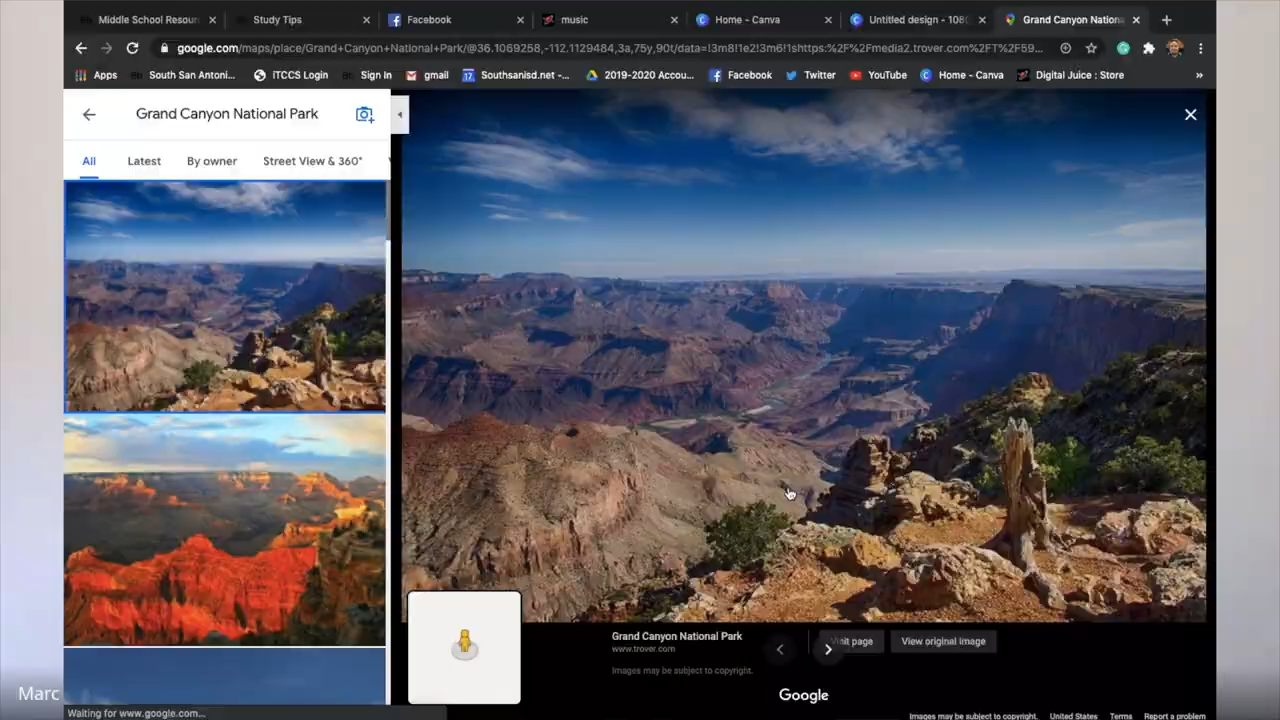 Middle School Resour
Study Tips
Facebook
music
Home - Canva
Untitled design - 108
Grand Canyon Nation
google.com/maps/place/Grand+Canyon+National+Park/@36.1069258,-112.1129484,3a,75y,90t/data=!3m8!1e2!3m6!1shttps:%2F%2Fmedia2.trover.com%2FT%2F59...
Apps
South San Antoni...
iTCCS Login
Sign In
gmail
17
Southsanisd.net -...
2019-2020 Accou...
Facebook
Twitter
YouTube
Home - Canva
Digital Juice : Store
»
Grand Canyon National Park
All
Latest
By owner
Street View & 360°
Grand Canyon National Park
www.trover.com
Images may be subject to copyright.
View original image
Google
Marc
Waiting for www.google.com...
Images may be subject to copyright.
United States
Terms
Report a problem